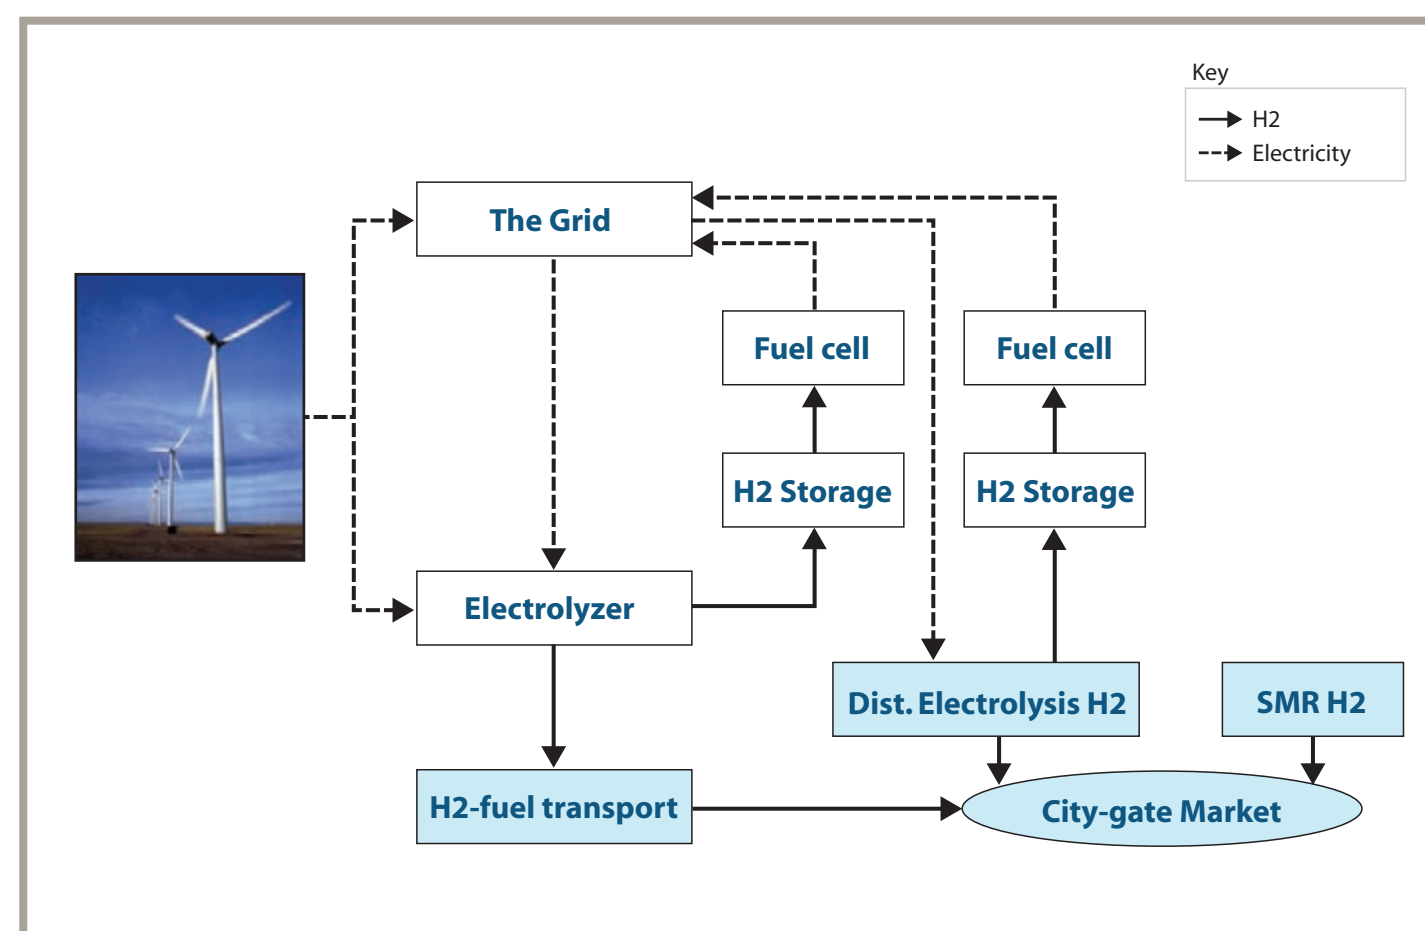 Key
H2
Electricity
The Grid
Fuel cell
Fuel cell
H2 Storage
H2 Storage
Electrolyzer
Dist. Electrolysis H2
SMR H2
H2-fuel transport
City-gate Market